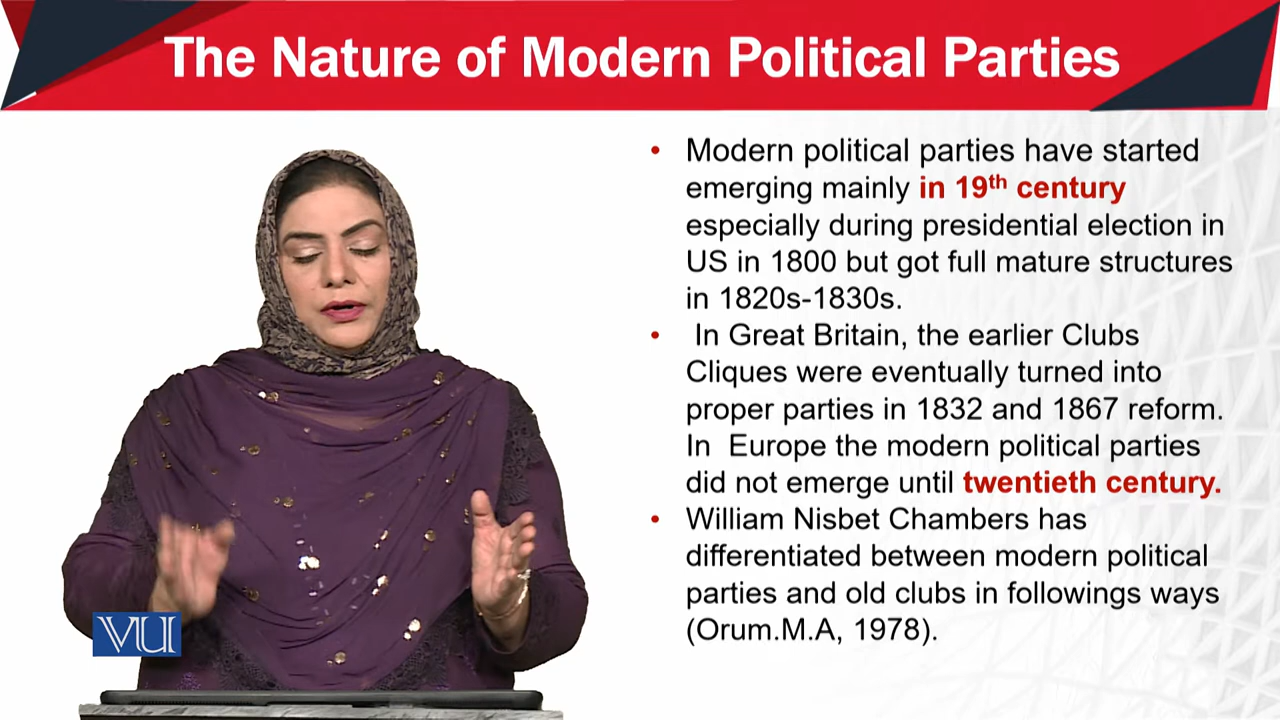 The Nature of Modern Political Parties
• Modern political parties have started
emerging mainly in 19th century
especially during presidential election in
US in 1800 but got full mature structures
in 1820s-1830s.
• In Great Britain, the earlier Clubs
Cliques were eventually turned into
proper parties in 1832 and 1867 reform.
In Europe the modern political parties
did not emerge until twentieth century.
• William Nisbet Chambers has
differentiated between modern political
parties and old clubs in followings ways
(Orum.M.A, 1978).
VU